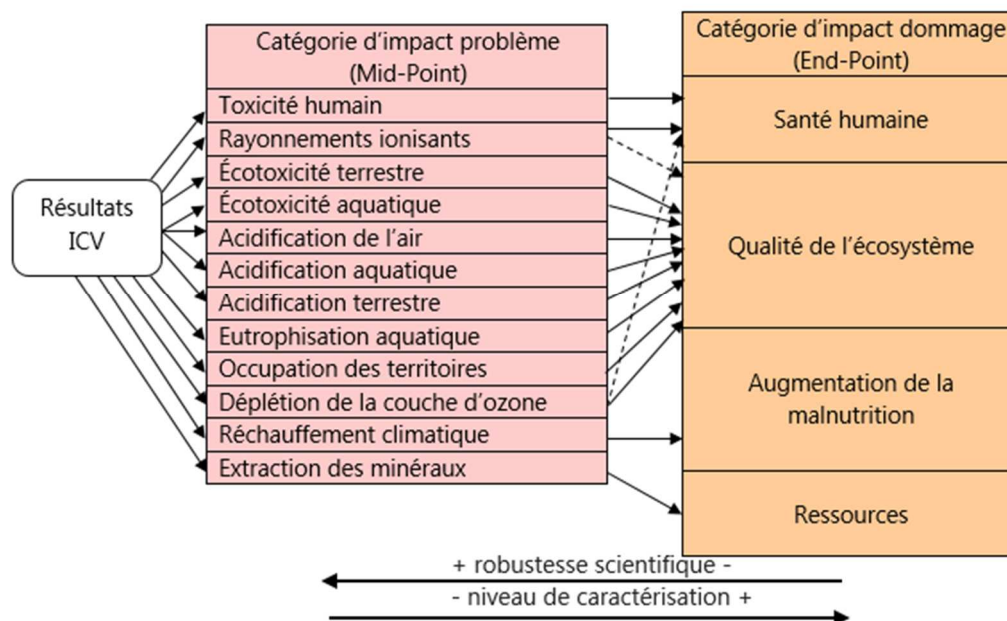 Résultats
ICV
Catégorie d'impact problème
(Mid-Point)
Toxicité humain
Rayonnements ionisants
Écotoxicité terrestre
Écotoxicité aquatique
Acidification de l'air
Acidification aquatique
Acidification terrestre
Eutrophisation aquatique
Occupation des territoires
Déplétion de la couche d'ozone
Réchauffement climatique
Extraction des minéraux
Catégorie d'impact dommage
(End-Point)
Santé humaine
Qualité de l'écosystème
Augmentation de la
malnutrition
Ressources
+ robustesse scientifique -
- niveau de caractérisation +